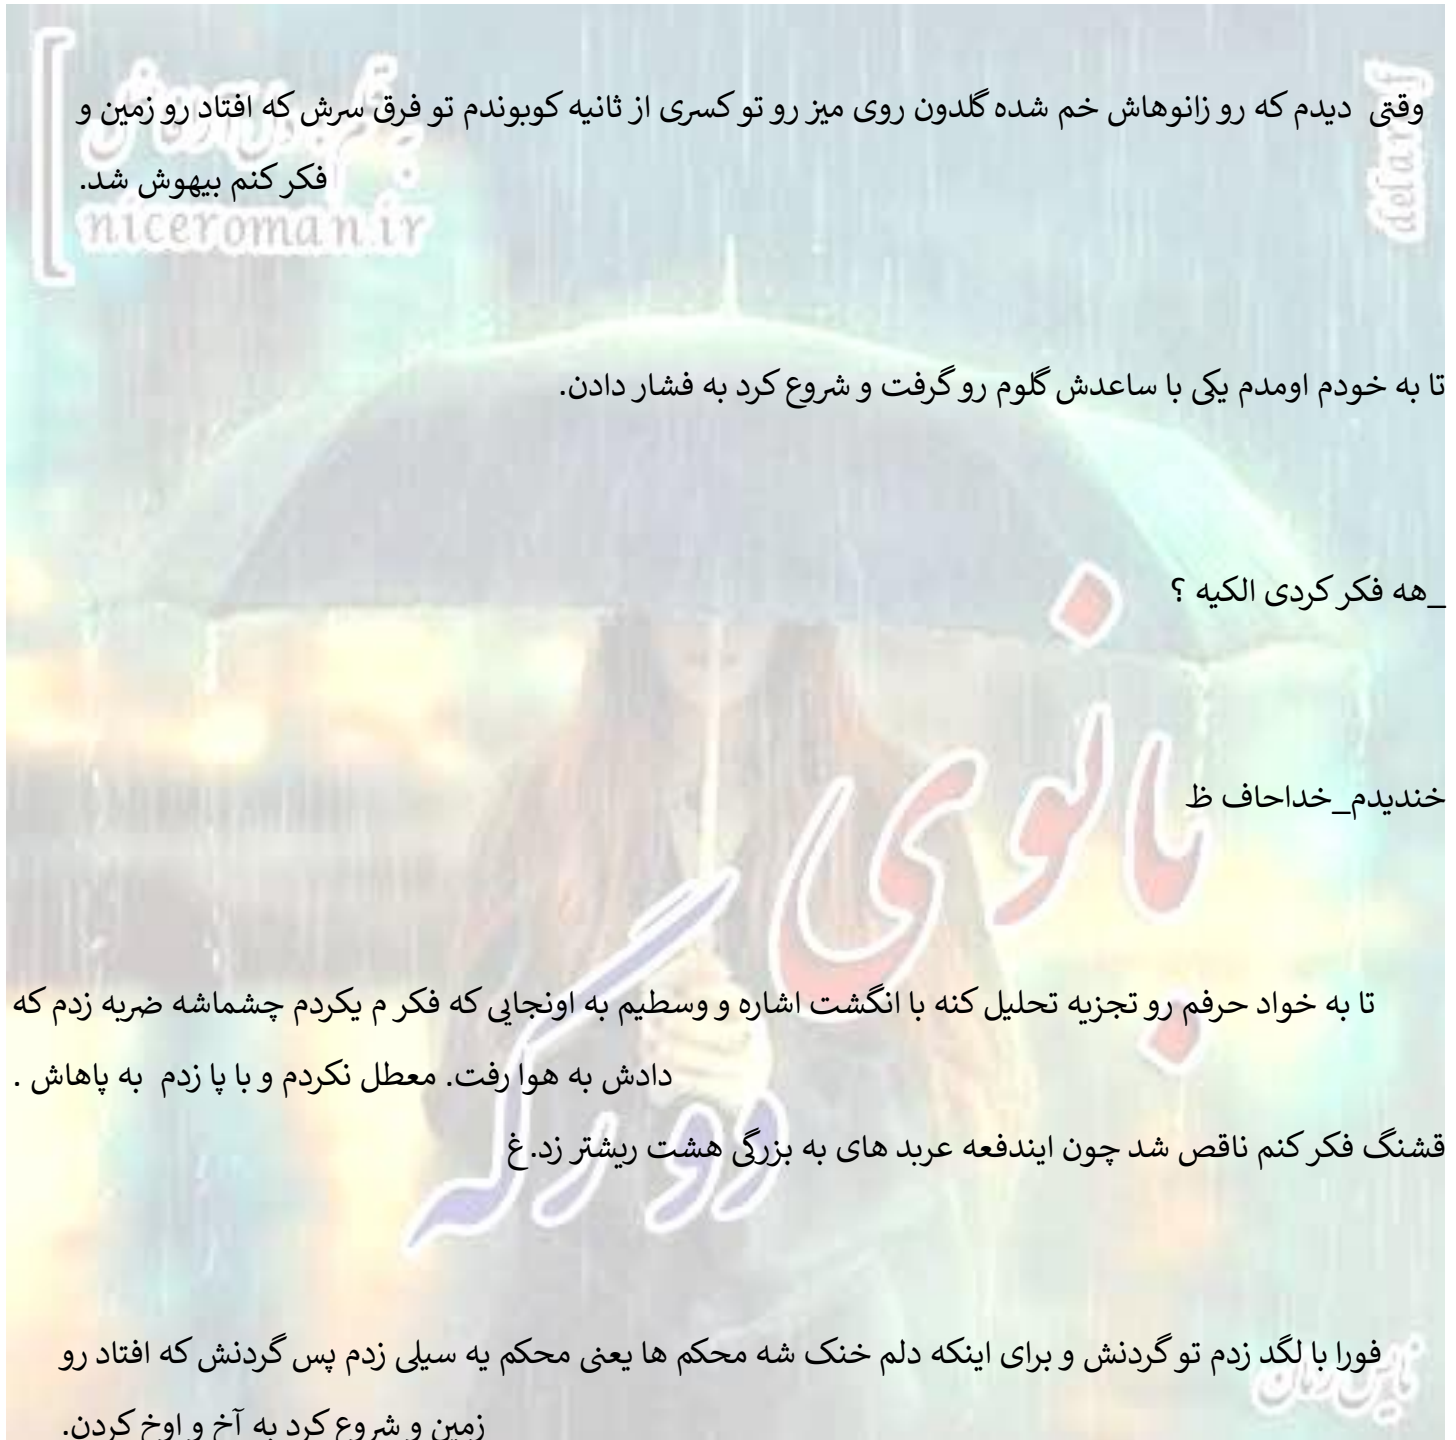 وقتی دیدم که رو زانوهاش خم شده گلدون روی میز رو تو کسری از ثانیه کوبوندم تو فرق سرش که افتاد رو زمین و
فکر کنم بیهوش شد.
niceroman.ir
delarof
تا به خودم اومدم یکی با ساعدش گلوم رو گرفت و شروع کرد به فشار دادن.
_هه فکر کردی الکیه ؟
خندیدم_خداحاف ظ
بانوی
دو رگه
تا به خواد حرفم رو تجزیه تحلیل کنه با انگشت اشاره و وسطیم به اونجایی که فکر م یکردم چشماشه ضربه زدم که
دادش به هوا رفت. معطل نکردم و با پا زدم به پاهاش .
قشنگ فکر کنم ناقص شد چون ایندفعه عربد های به بزرگی هشت ریشتر زد.غ
فورا با لگد زدم تو گردنش و برای اینکه دلم خنک شه محکم ها یعنی محکم یه سیلی زدم پس گردنش که افتاد رو
زمین و شروع کرد به آخ و اوخ کردن.
نایس رمان